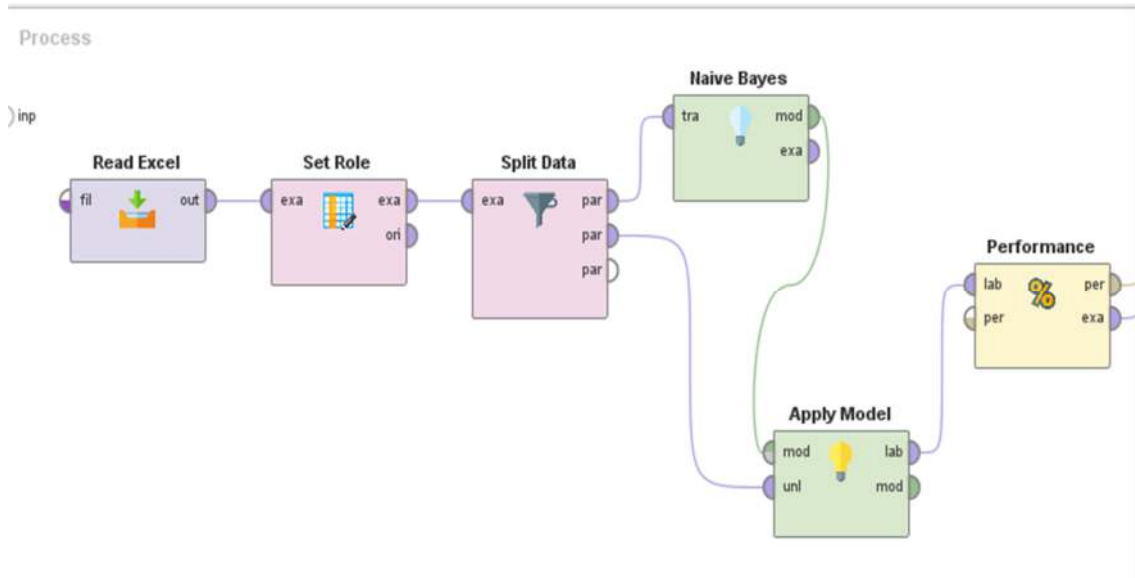 Process
inp
Read Excel
fil out
Set Role
exa exa
ori
Split Data
exa par
par
par
Naive Bayes
tra mod
exa
Apply Model
mod lab
unl mod
Performance
lab per
per exa
%